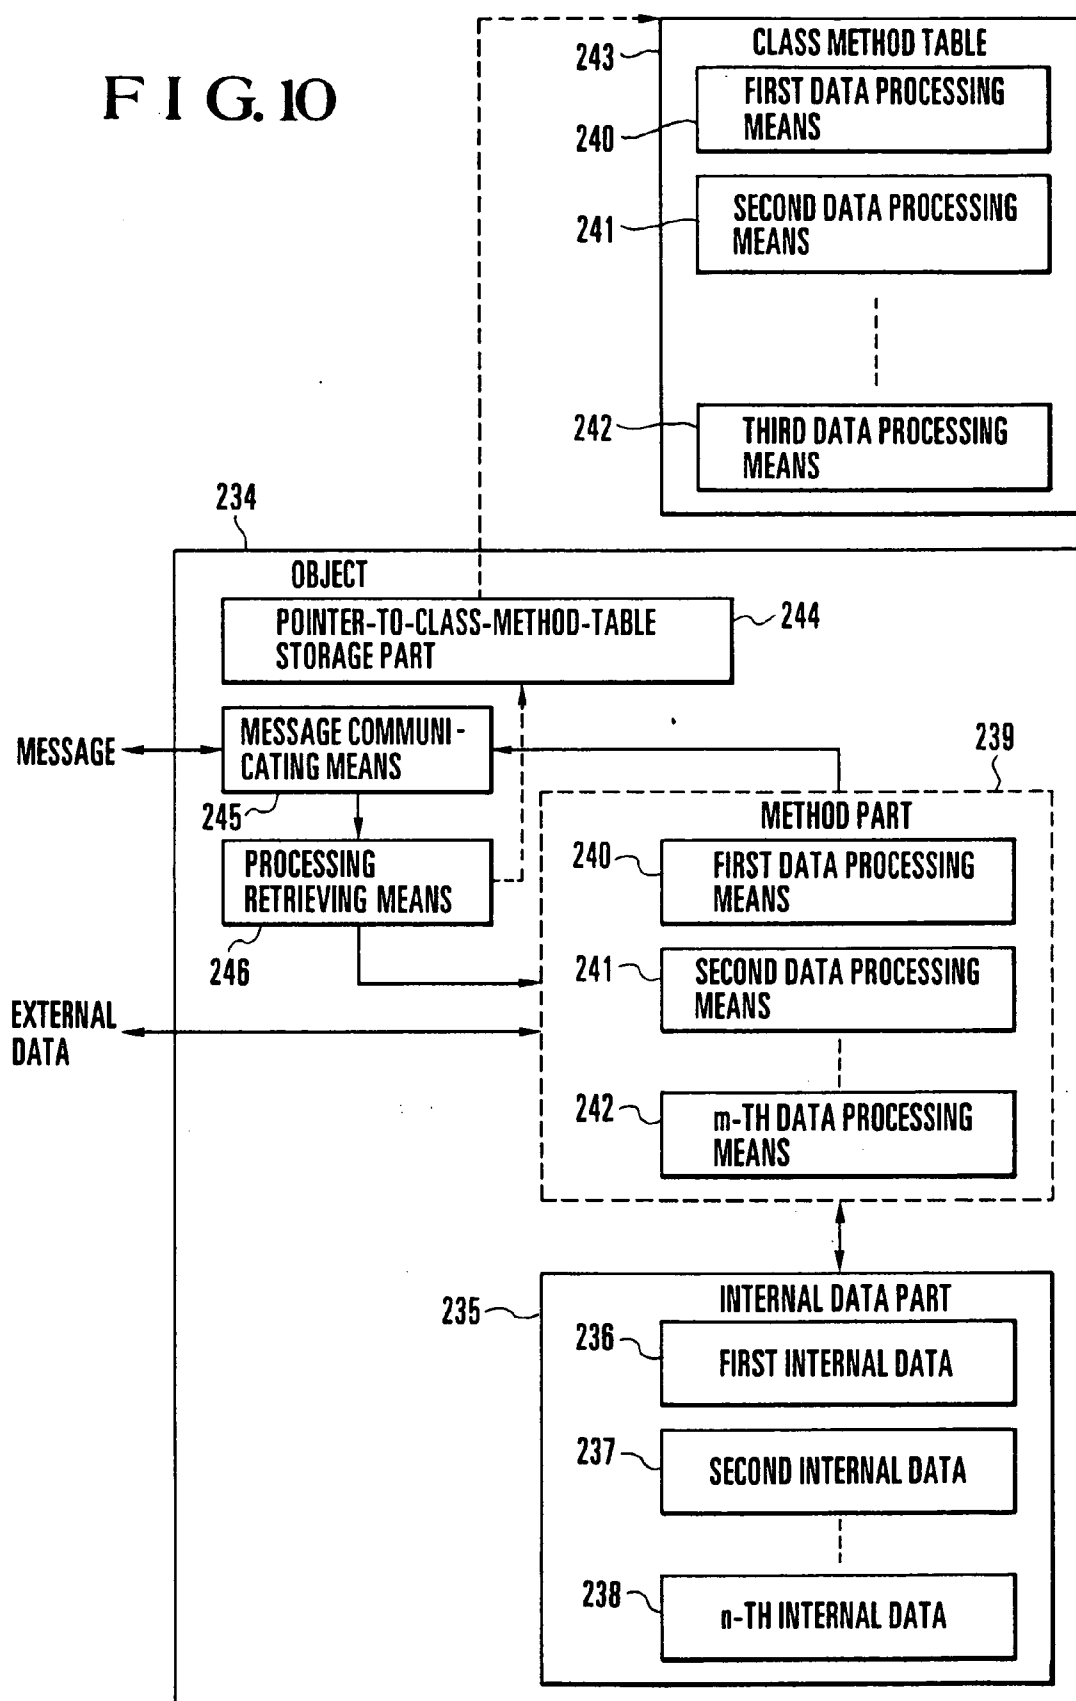 FIG. 10
243
CLASS METHOD TABLE
240
FIRST DATA PROCESSING
MEANS
241
SECOND DATA PROCESSING
MEANS
242
THIRD DATA PROCESSING
MEANS
234
OBJECT
POINTER-TO-CLASS-METHOD-TABLE
STORAGE PART
244
MESSAGE
MESSAGE COMMUNI-
CATING MEANS
245
PROCESSING
RETRIEVING MEANS
246
239
METHOD PART
240
FIRST DATA PROCESSING
MEANS
241
SECOND DATA PROCESSING
MEANS
EXTERNAL
DATA
242
m-TH DATA PROCESSING
MEANS
235
INTERNAL DATA PART
236
FIRST INTERNAL DATA
237
SECOND INTERNAL DATA
238
n-TH INTERNAL DATA